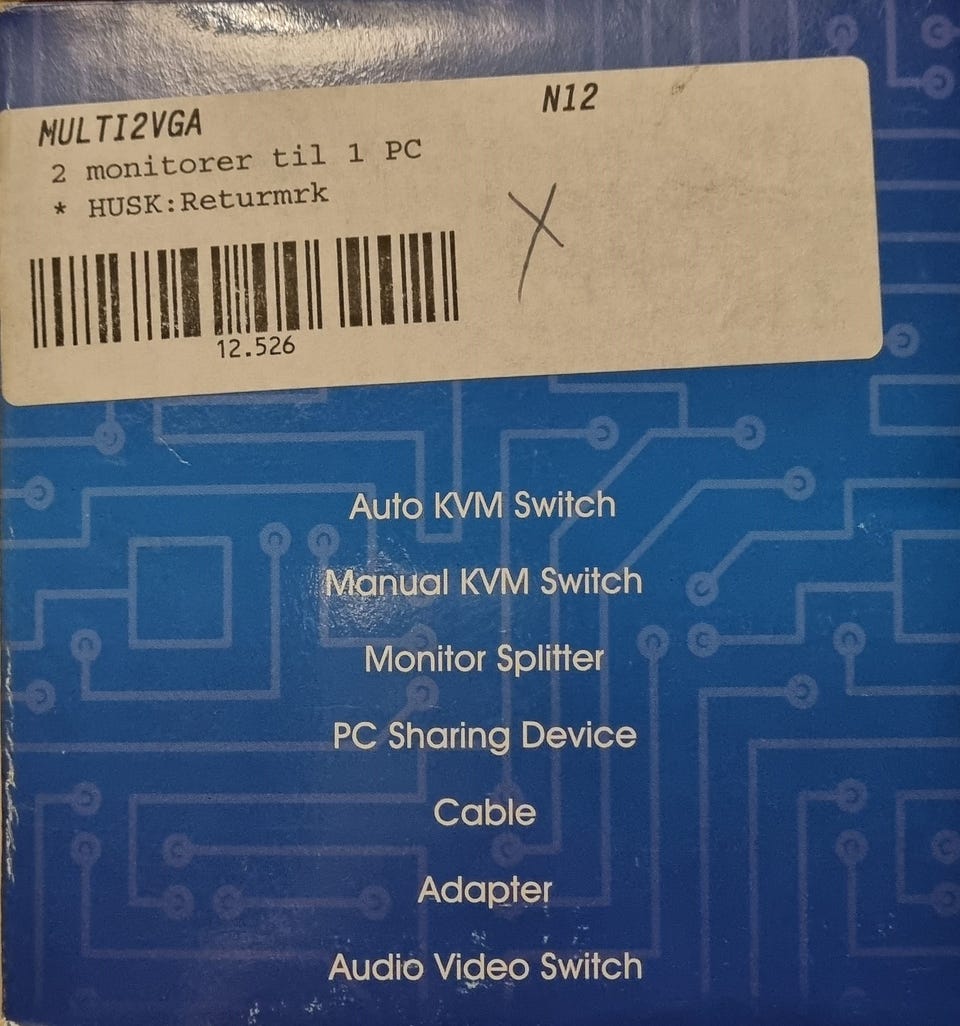 MULTI2VGA N12
2 monitorer til 1 PC
* HUSK:Returmrk
X
12.526
Auto KVM Switch
Manual KVM Switch
Monitor Splitter
PC Sharing Device
Cable
Adapter
Audio Video Switch